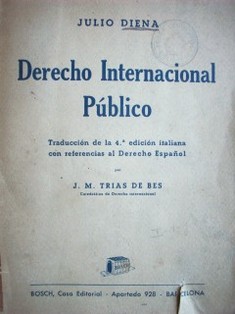 JULIO DIENA
Derecho Internacional
Público
Traducción de la 4.ª edición italiana
con referencias al Derecho Español
por
J. M. TRIAS DE BES
(Catedrático de Derecho internacional)
BOSCH, Casa Editorial - Apartado 928 - BARCELONA